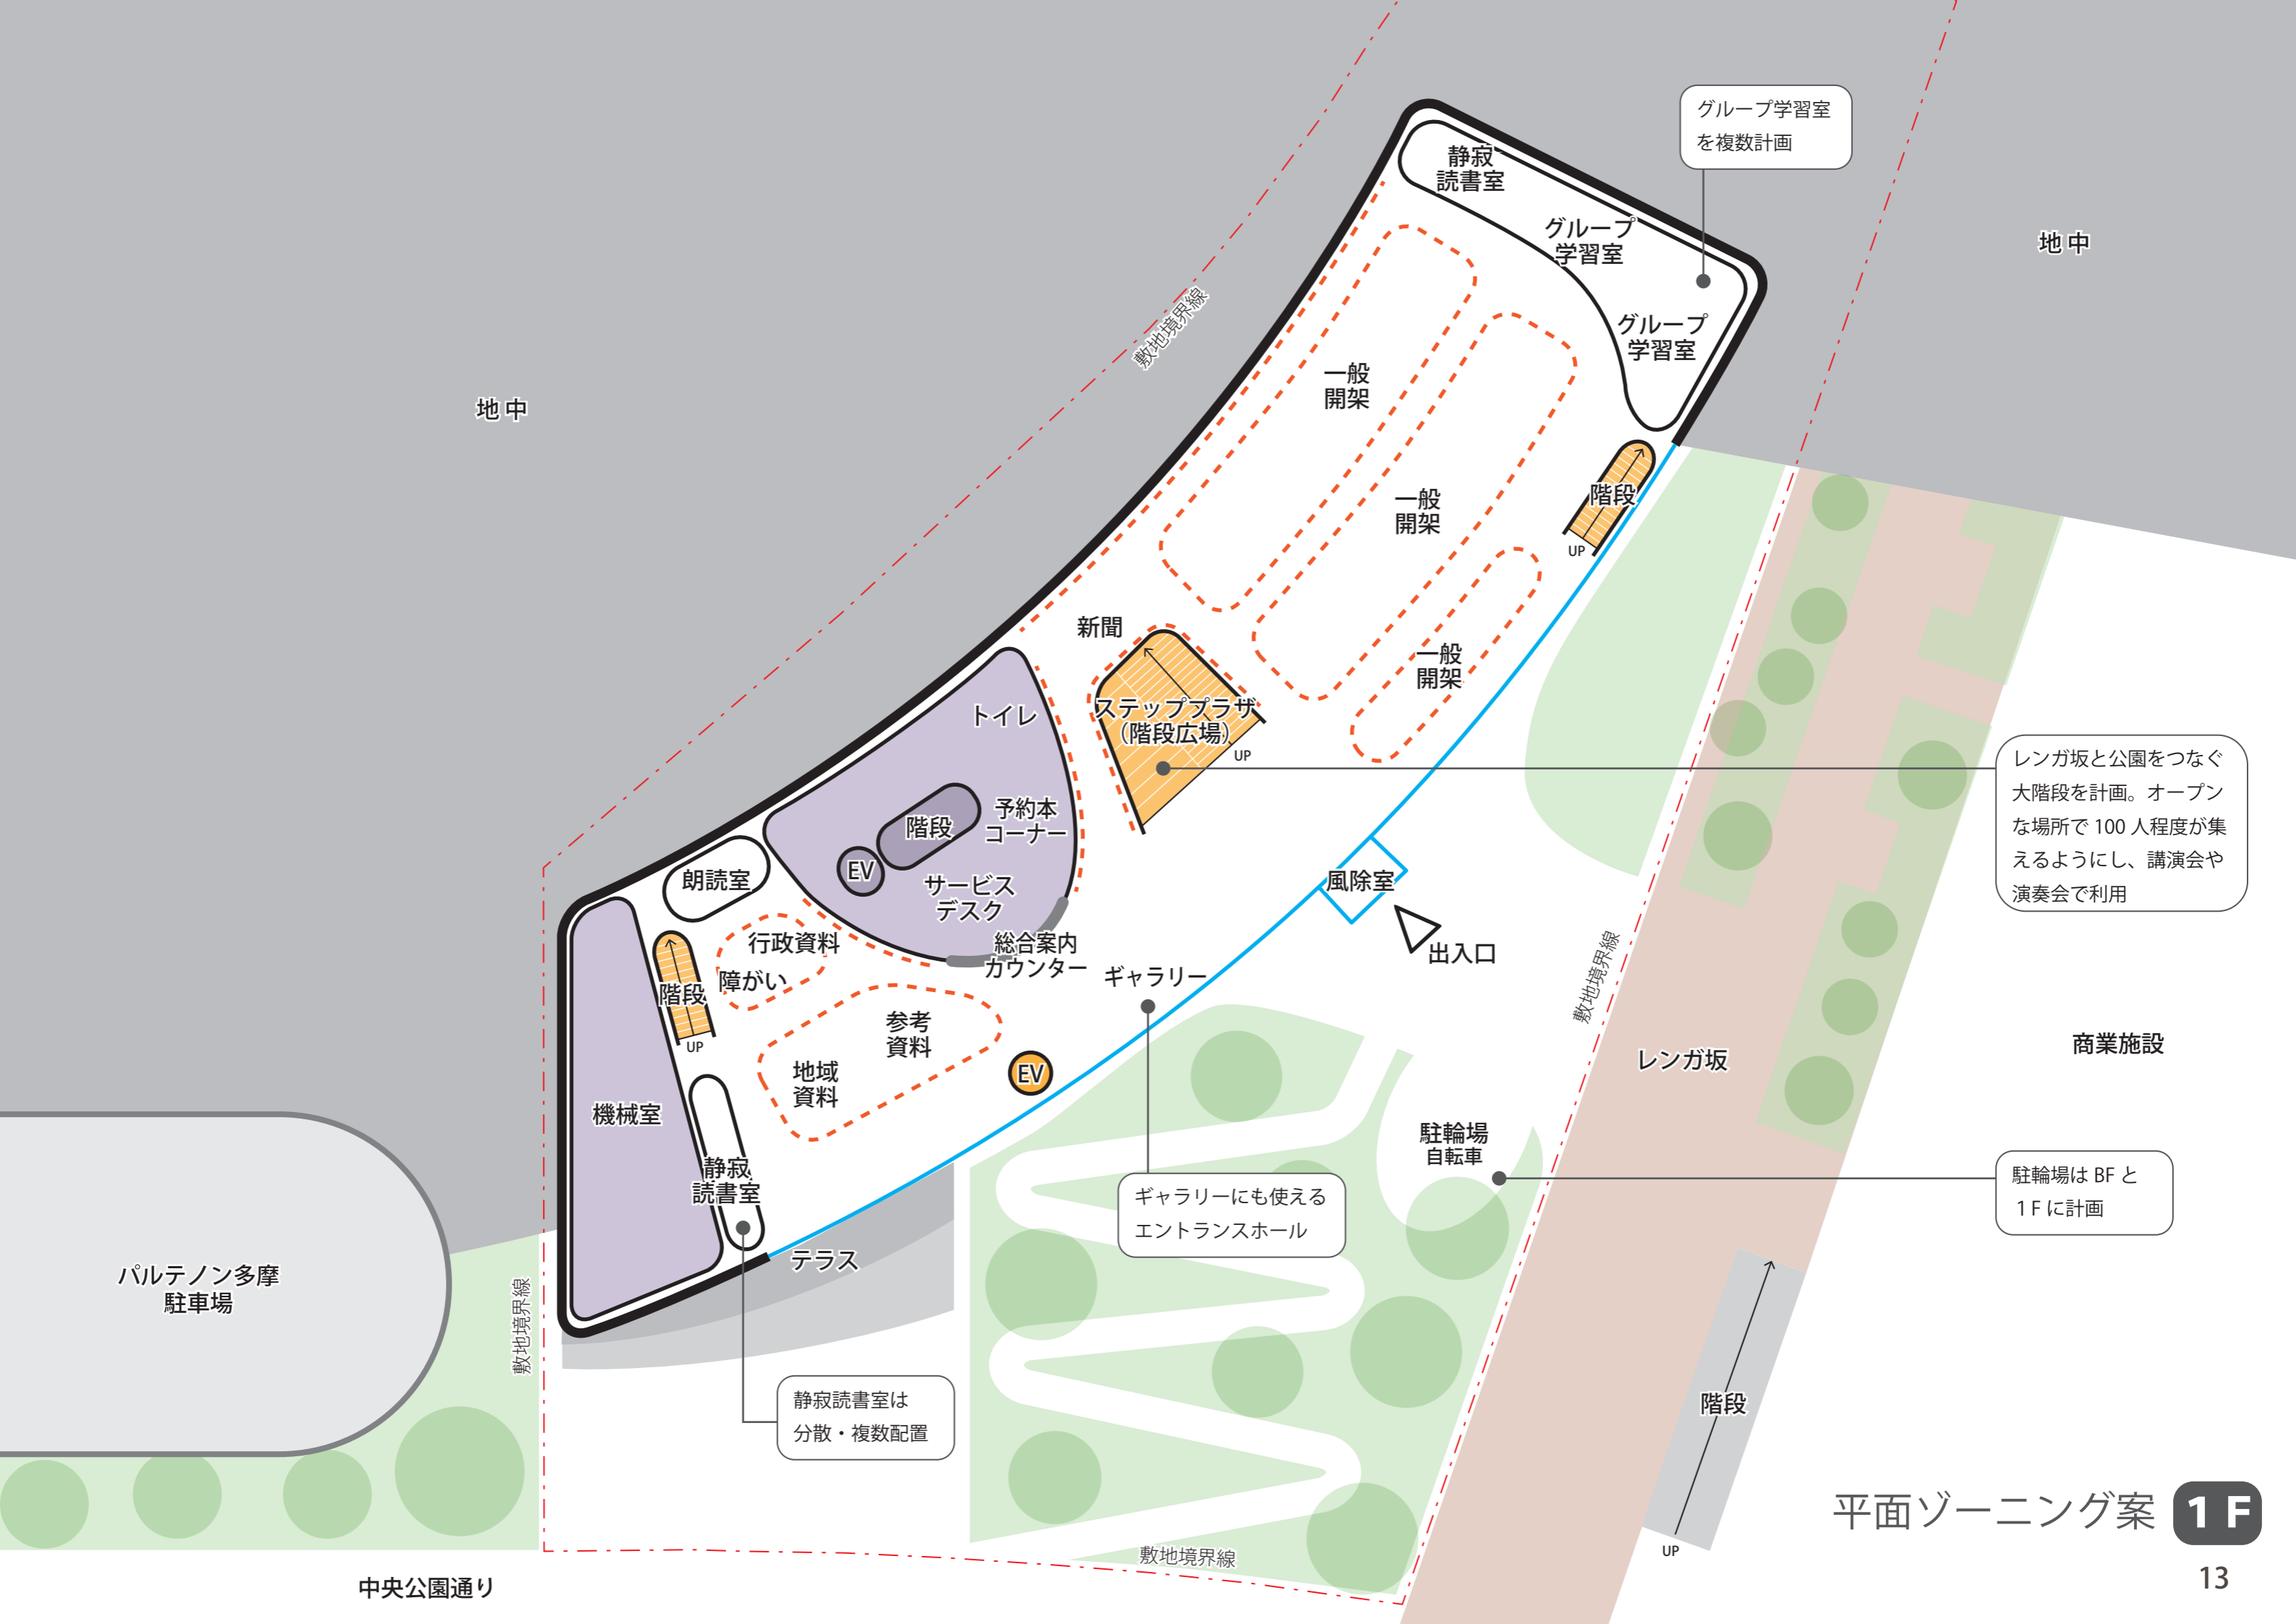 グループ学習室
を複数計画
静寂
読書室
グループ
学習室
地中
グループ
学習室
敷地境界線
一般
開架
地中
一般
開架
階段
UP
新聞
一般
開架
トイレ
ステッププラザ
（階段広場）
UP
レンガ坂と公園をつなぐ
大階段を計画。オープン
な場所で 100 人程度が集
えるようにし、講演会や
演奏会で利用
予約本
コーナー
階段
EV
朗読室
風除室
サービス
デスク
出入口
行政資料
総合案内
カウンター
障がい
ギャラリー
敷地境界線
階段
UP
参考
資料
地域
資料
EV
レンガ坂
商業施設
機械室
駐輪場
自転車
静寂
読書室
ギャラリーにも使える
エントランスホール
駐輪場は BF と
１F に計画
テラス
パルテノン多摩
駐車場
敷地境界線
静寂読書室は
分散・複数配置
階段
UP
平面ゾーニング案 1F
敷地境界線
中央公園通り
13